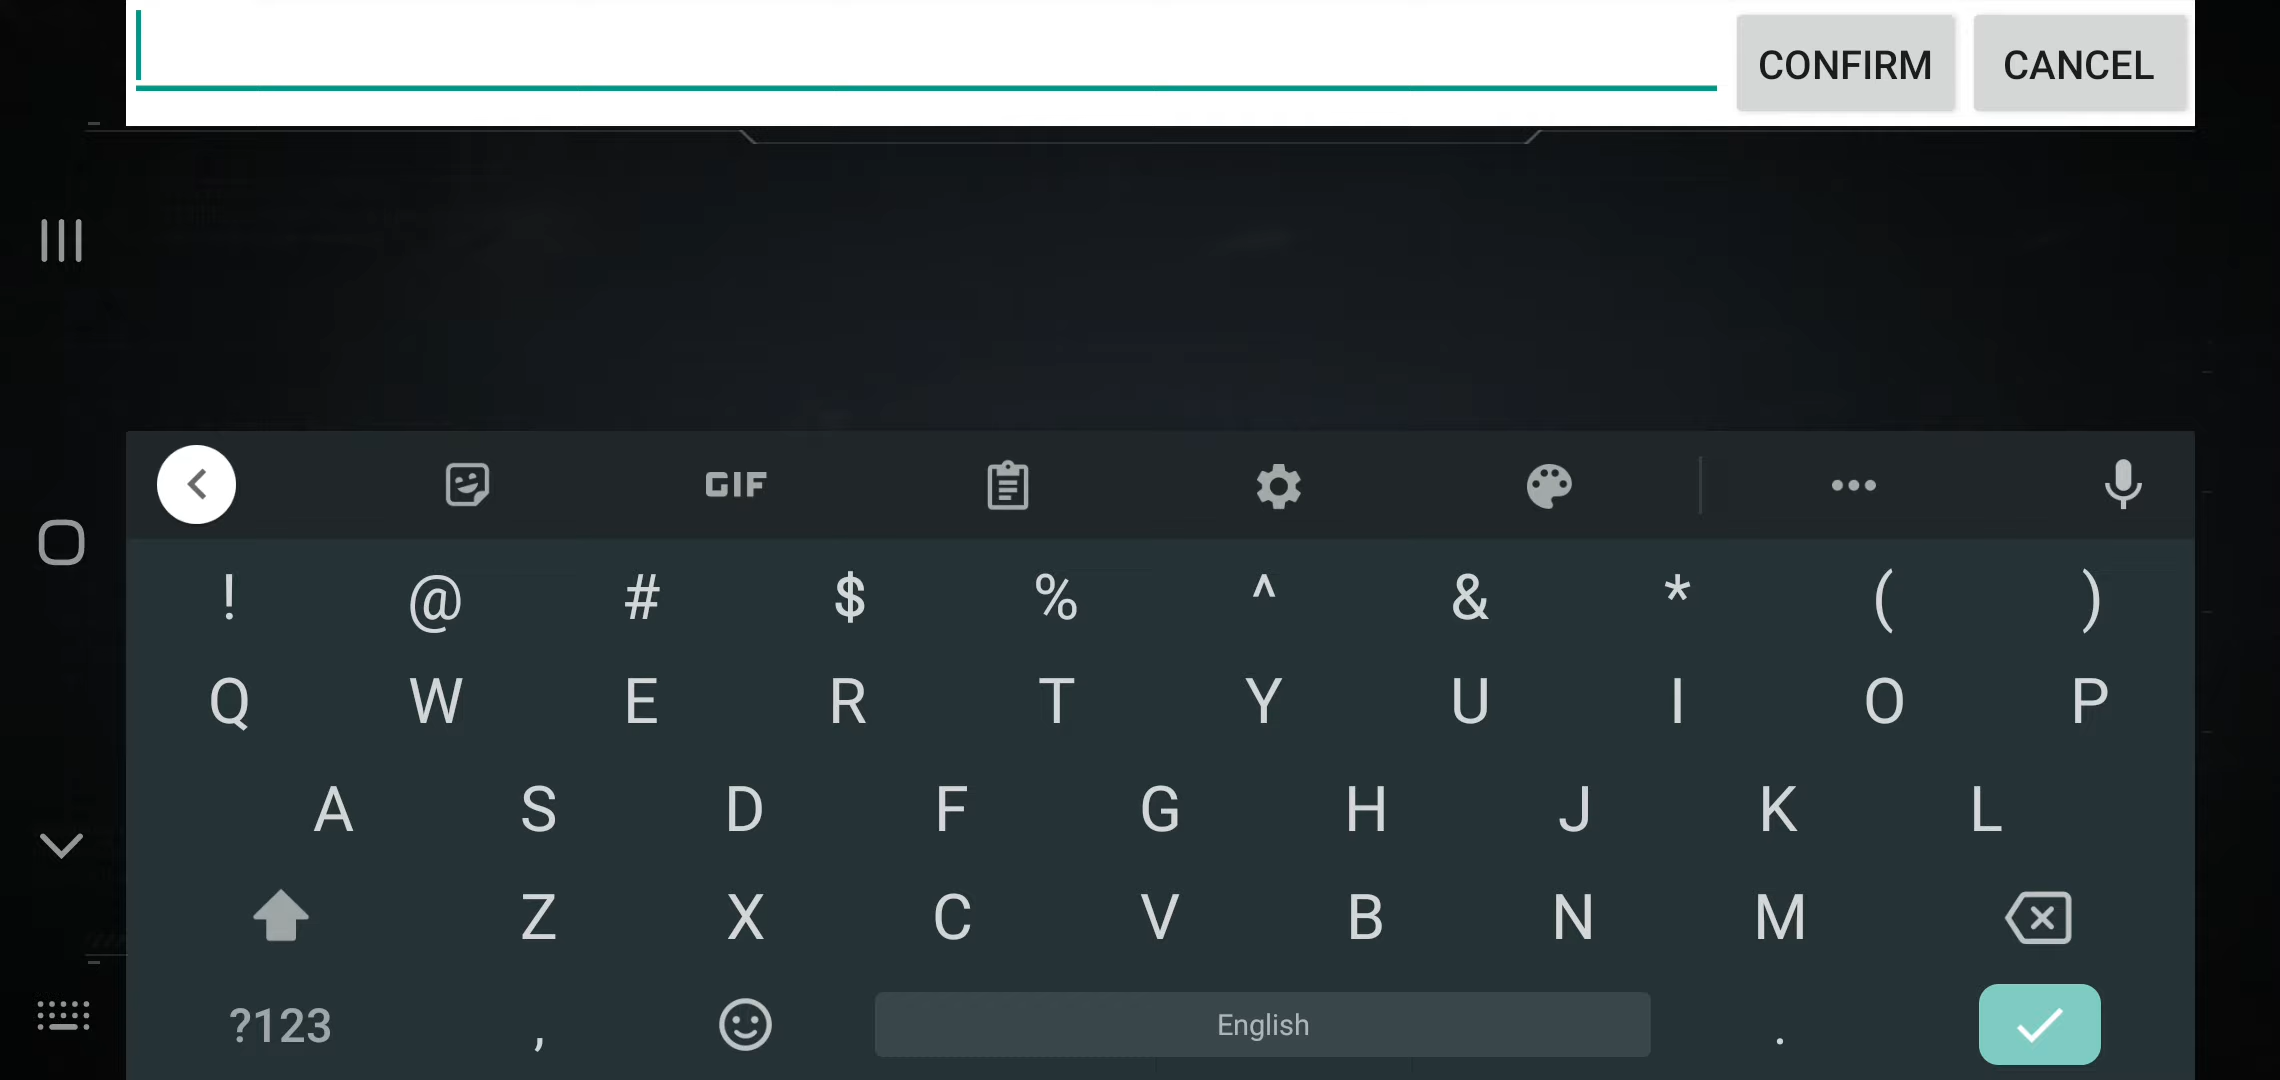 CONFIRM CANCEL
GIF
! @ # $ % ^ & * ( )
Q W E R T Y U I O P
A S D F G H J K L
Z X C V B N M
?123 , English .